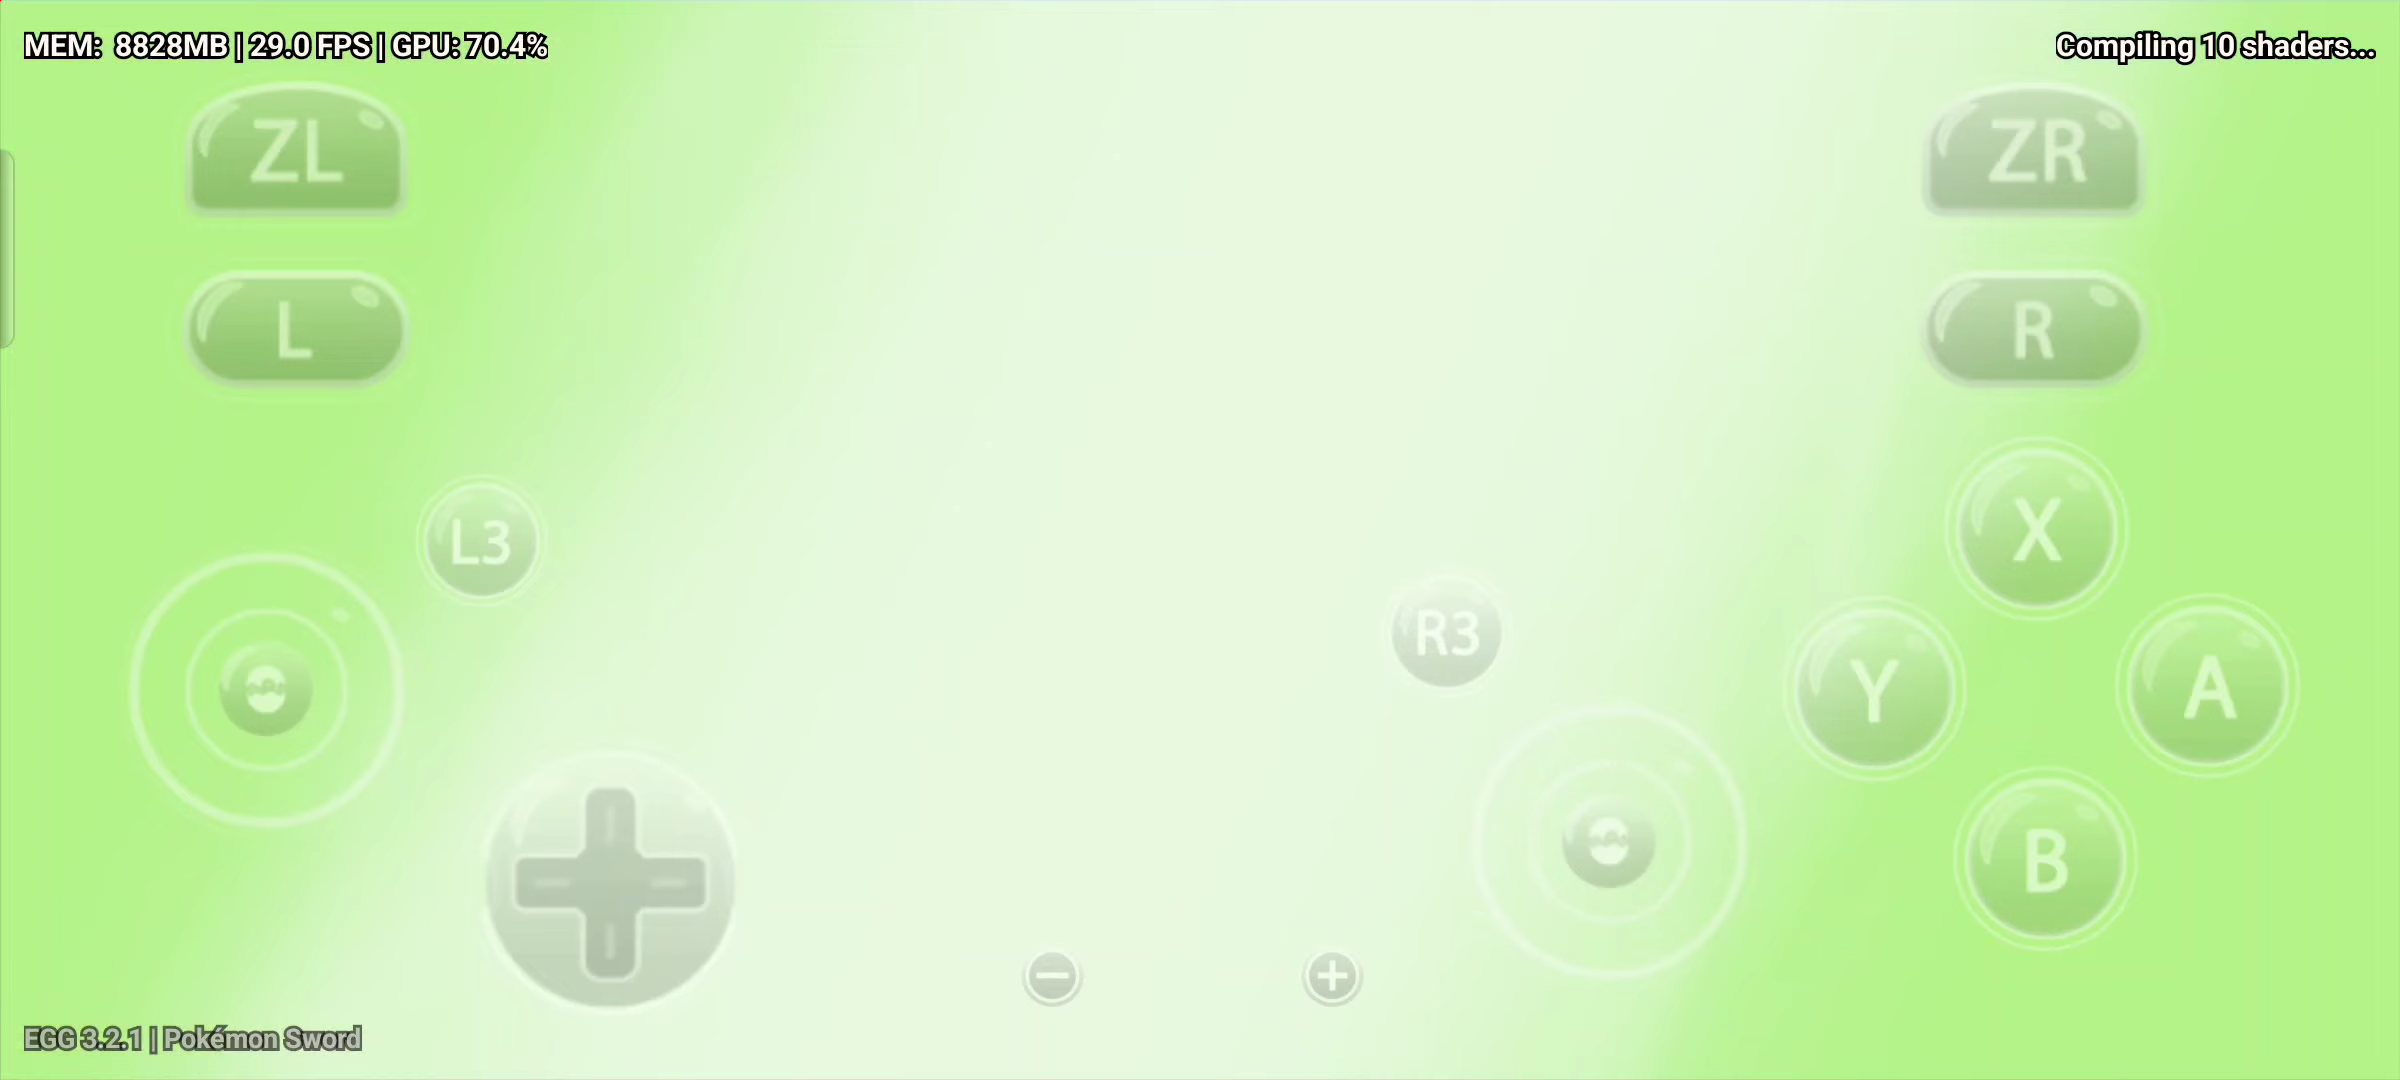 MEM: 8828MB | 29.0 FPS | GPU: 70.4%
Compiling 10 shaders...
ZL
ZR
L
R
L3
X
R3
Y
A
B
EGG 3.2.1 | Pokémon Sword